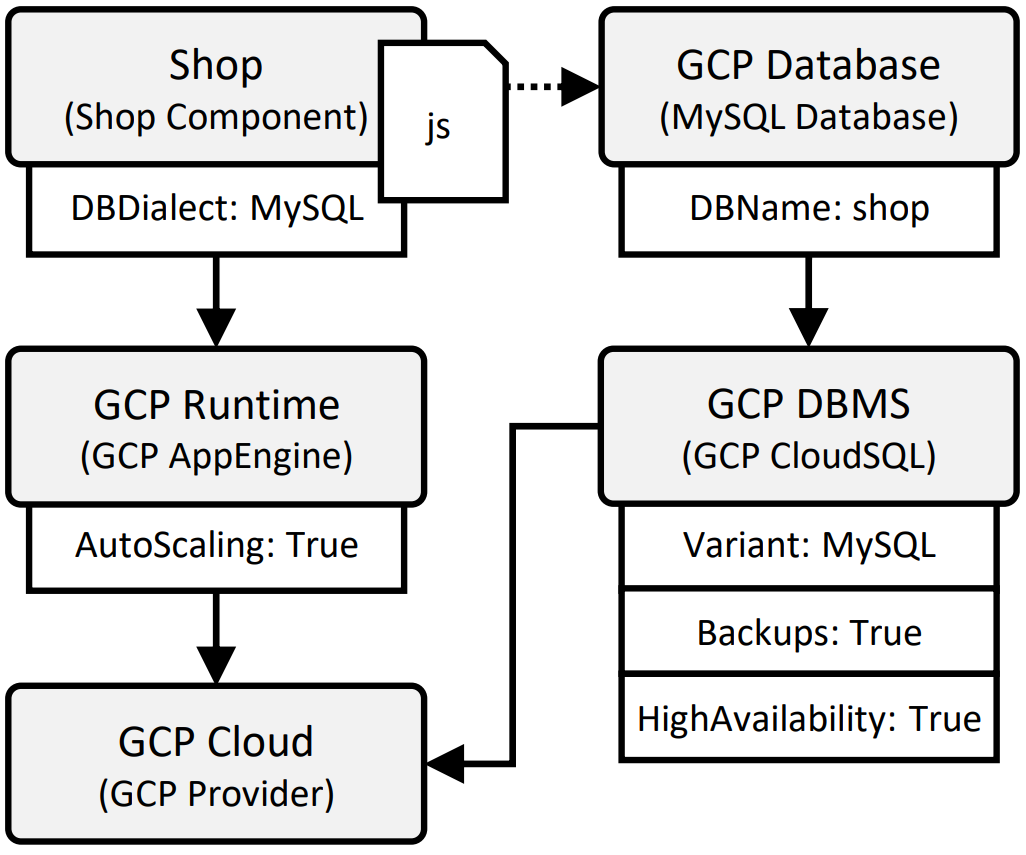 Shop
(Shop Component)
js
DBDialect: MySQL
GCP Database
(MySQL Database)
DBName: shop
GCP Runtime
(GCP AppEngine)
AutoScaling: True
GCP DBMS
(GCP CloudSQL)
Variant: MySQL
Backups: True
HighAvailability: True
GCP Cloud
(GCP Provider)